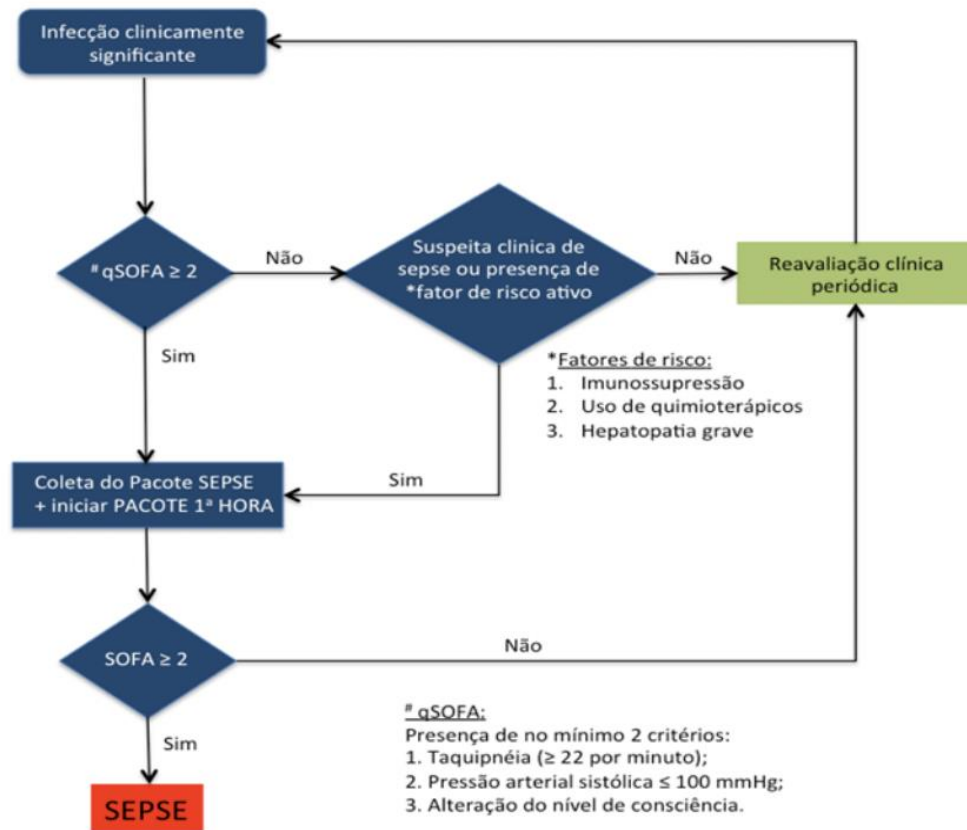 Infecção clinicamente
significante
# qSOFA ≥ 2
Não
Suspeita clinica de
sepse ou presença de
*fator de risco ativo
Não
Reavaliação clínica
periódica
Sim
*Fatores de risco:
1. Imunossupressão
2. Uso de quimioterápicos
3. Hepatopatia grave
Coleta do Pacote SEPSE
+ iniciar PACOTE 1ª HORA
Sim
SOFA ≥ 2
Não
Sim
SEPSE
# qSOFA:
Presença de no mínimo 2 critérios:
1. Taquipnéia (≥ 22 por minuto);
2. Pressão arterial sistólica ≤ 100 mmHg;
3. Alteração do nível de consciência.